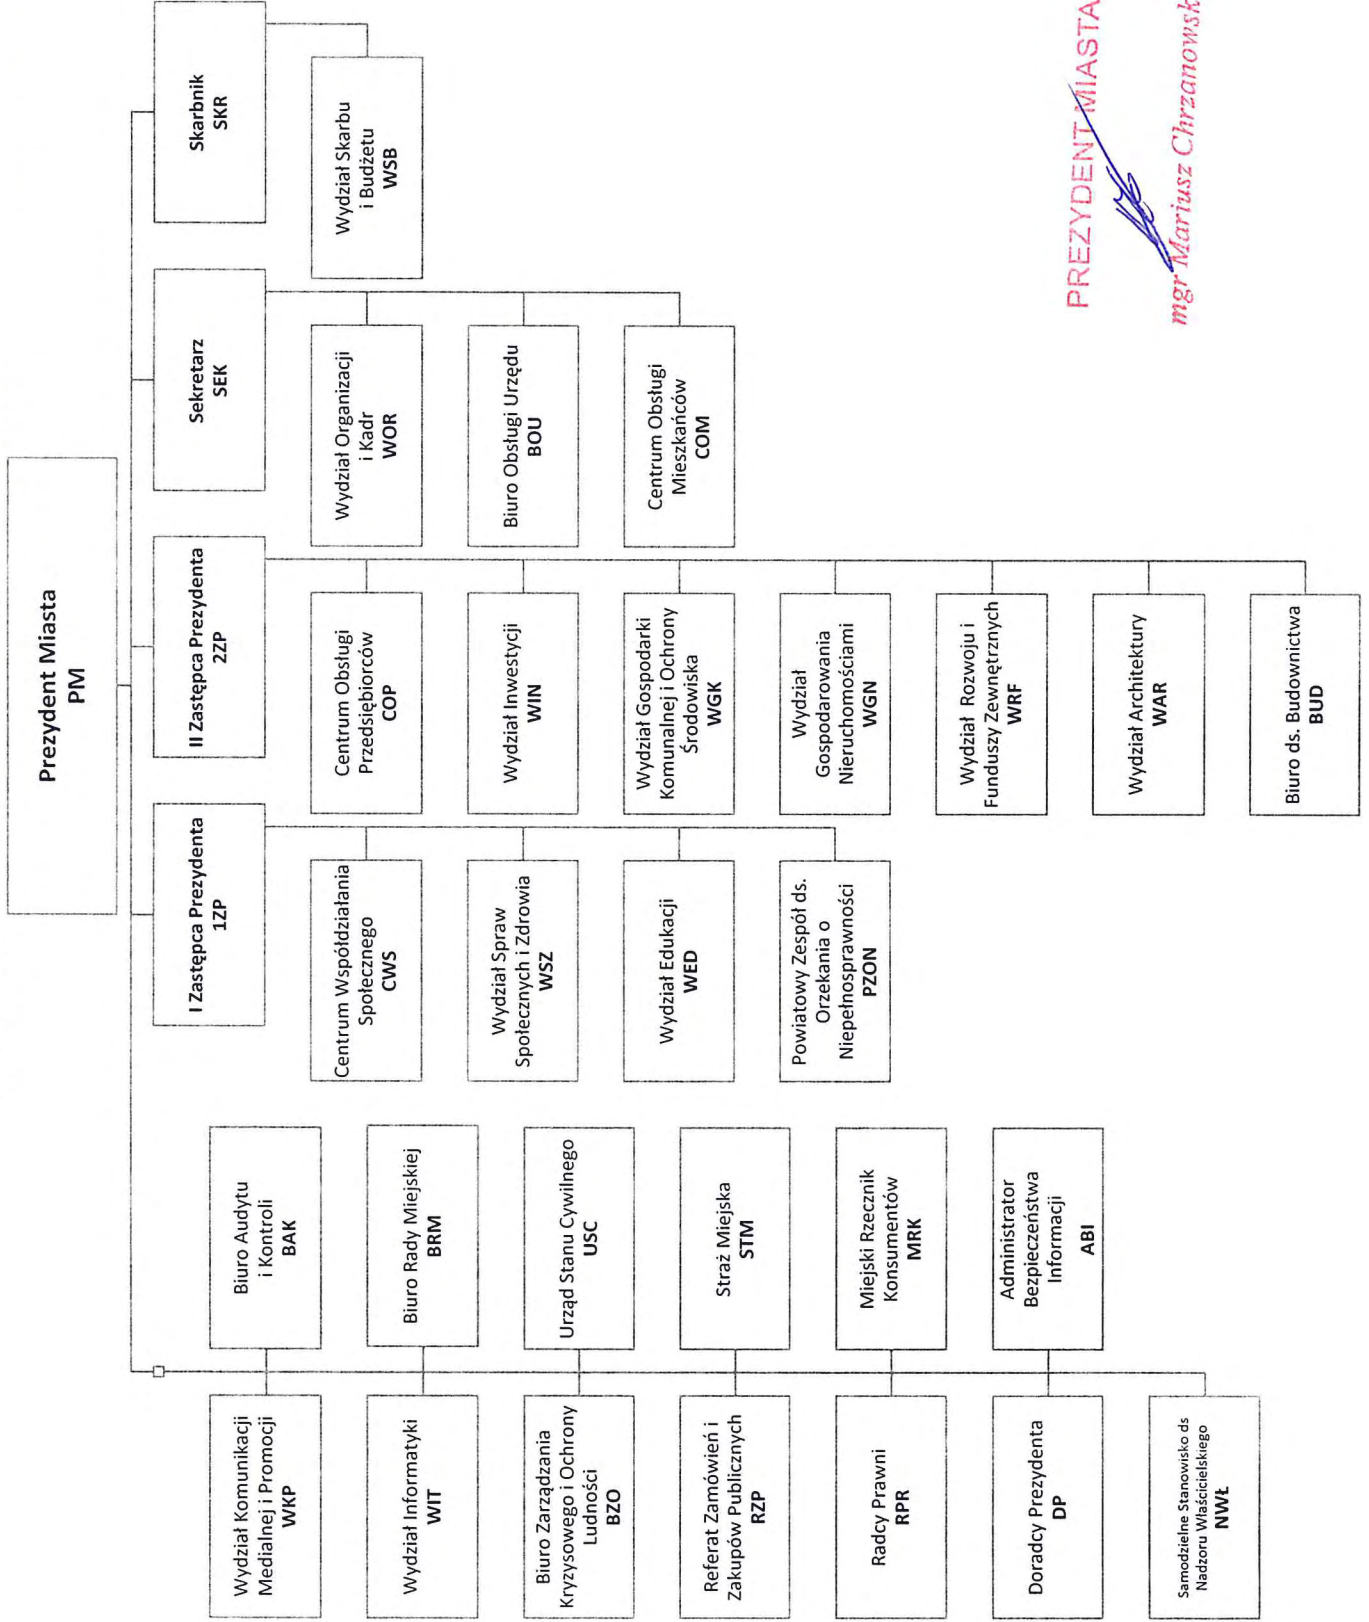 Prezydent Miasta
PM
I Zastępca Prezydenta
1ZP
II Zastępca Prezydenta
2ZP
Sekretarz
SEK
Skarbnik
SKR
Wydział Komunikacji
Medialnej i Promocji
WKP
Biuro Audytu
i Kontroli
BAK
Wydział Informatyki
WIT
Biuro Rady Miejskiej
BRM
Biuro Zarządzania
Kryzysowego i Ochrony
Ludności
BZO
Urząd Stanu Cywilnego
USC
Referat Zamówień i
Zakupów Publicznych
RZP
Straż Miejska
STM
Radcy Prawni
RPR
Miejski Rzecznik
Konsumentów
MRK
Doradcy Prezydenta
DP
Administrator
Bezpieczeństwa
Informacji
ABI
Samodzielne Stanowisko ds
Nadzoru Właścicielskiego
NWŁ
Centrum Współdziałania
Społecznego
CWS
Wydział Spraw
Społecznych i Zdrowia
WSZ
Wydział Edukacji
WED
Powiatowy Zespół ds.
Orzekania o
Niepełnosprawności
PZON
Centrum Obsługi
Przedsiębiorców
COP
Wydział Inwestycji
WIN
Wydział Gospodarki
Komunalnej i Ochrony
Środowiska
WGK
Wydział
Gospodarowania
Nieruchomościami
WGN
Wydział Rozwoju i
Funduszy Zewnętrznych
WRF
Wydział Architektury
WAR
Biuro ds. Budownictwa
BUD
Wydział Organizacji
i Kadr
WOR
Biuro Obsługi Urzędu
BOU
Centrum Obsługi
Mieszkańców
COM
Wydział Skarbu
i Budżetu
WSB
PREZYDENT MIASTA
mgr Mariusz Chrzanowsk